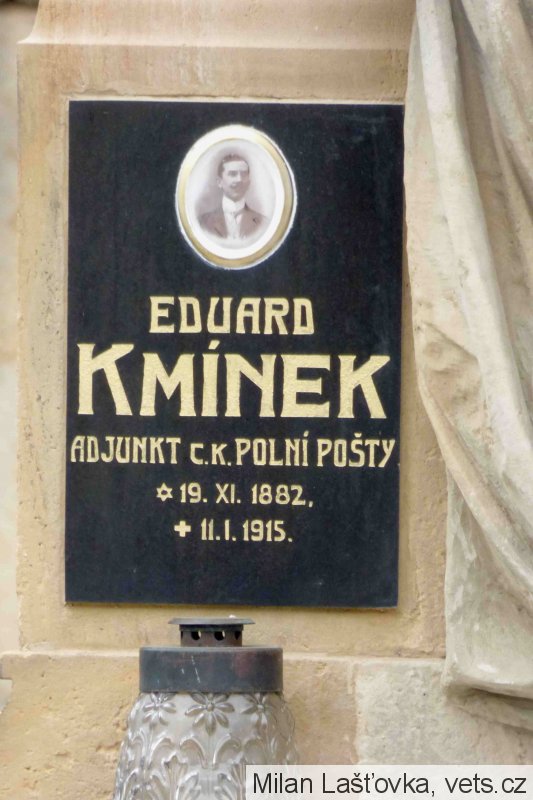 EDUARD
KMÍNEK
ADJUNKT C.K. POLNÍ POŠTY
✡ 19. XI. 1882,
✝ 11. I. 1915.
Milan Lašťovka, vets.cz